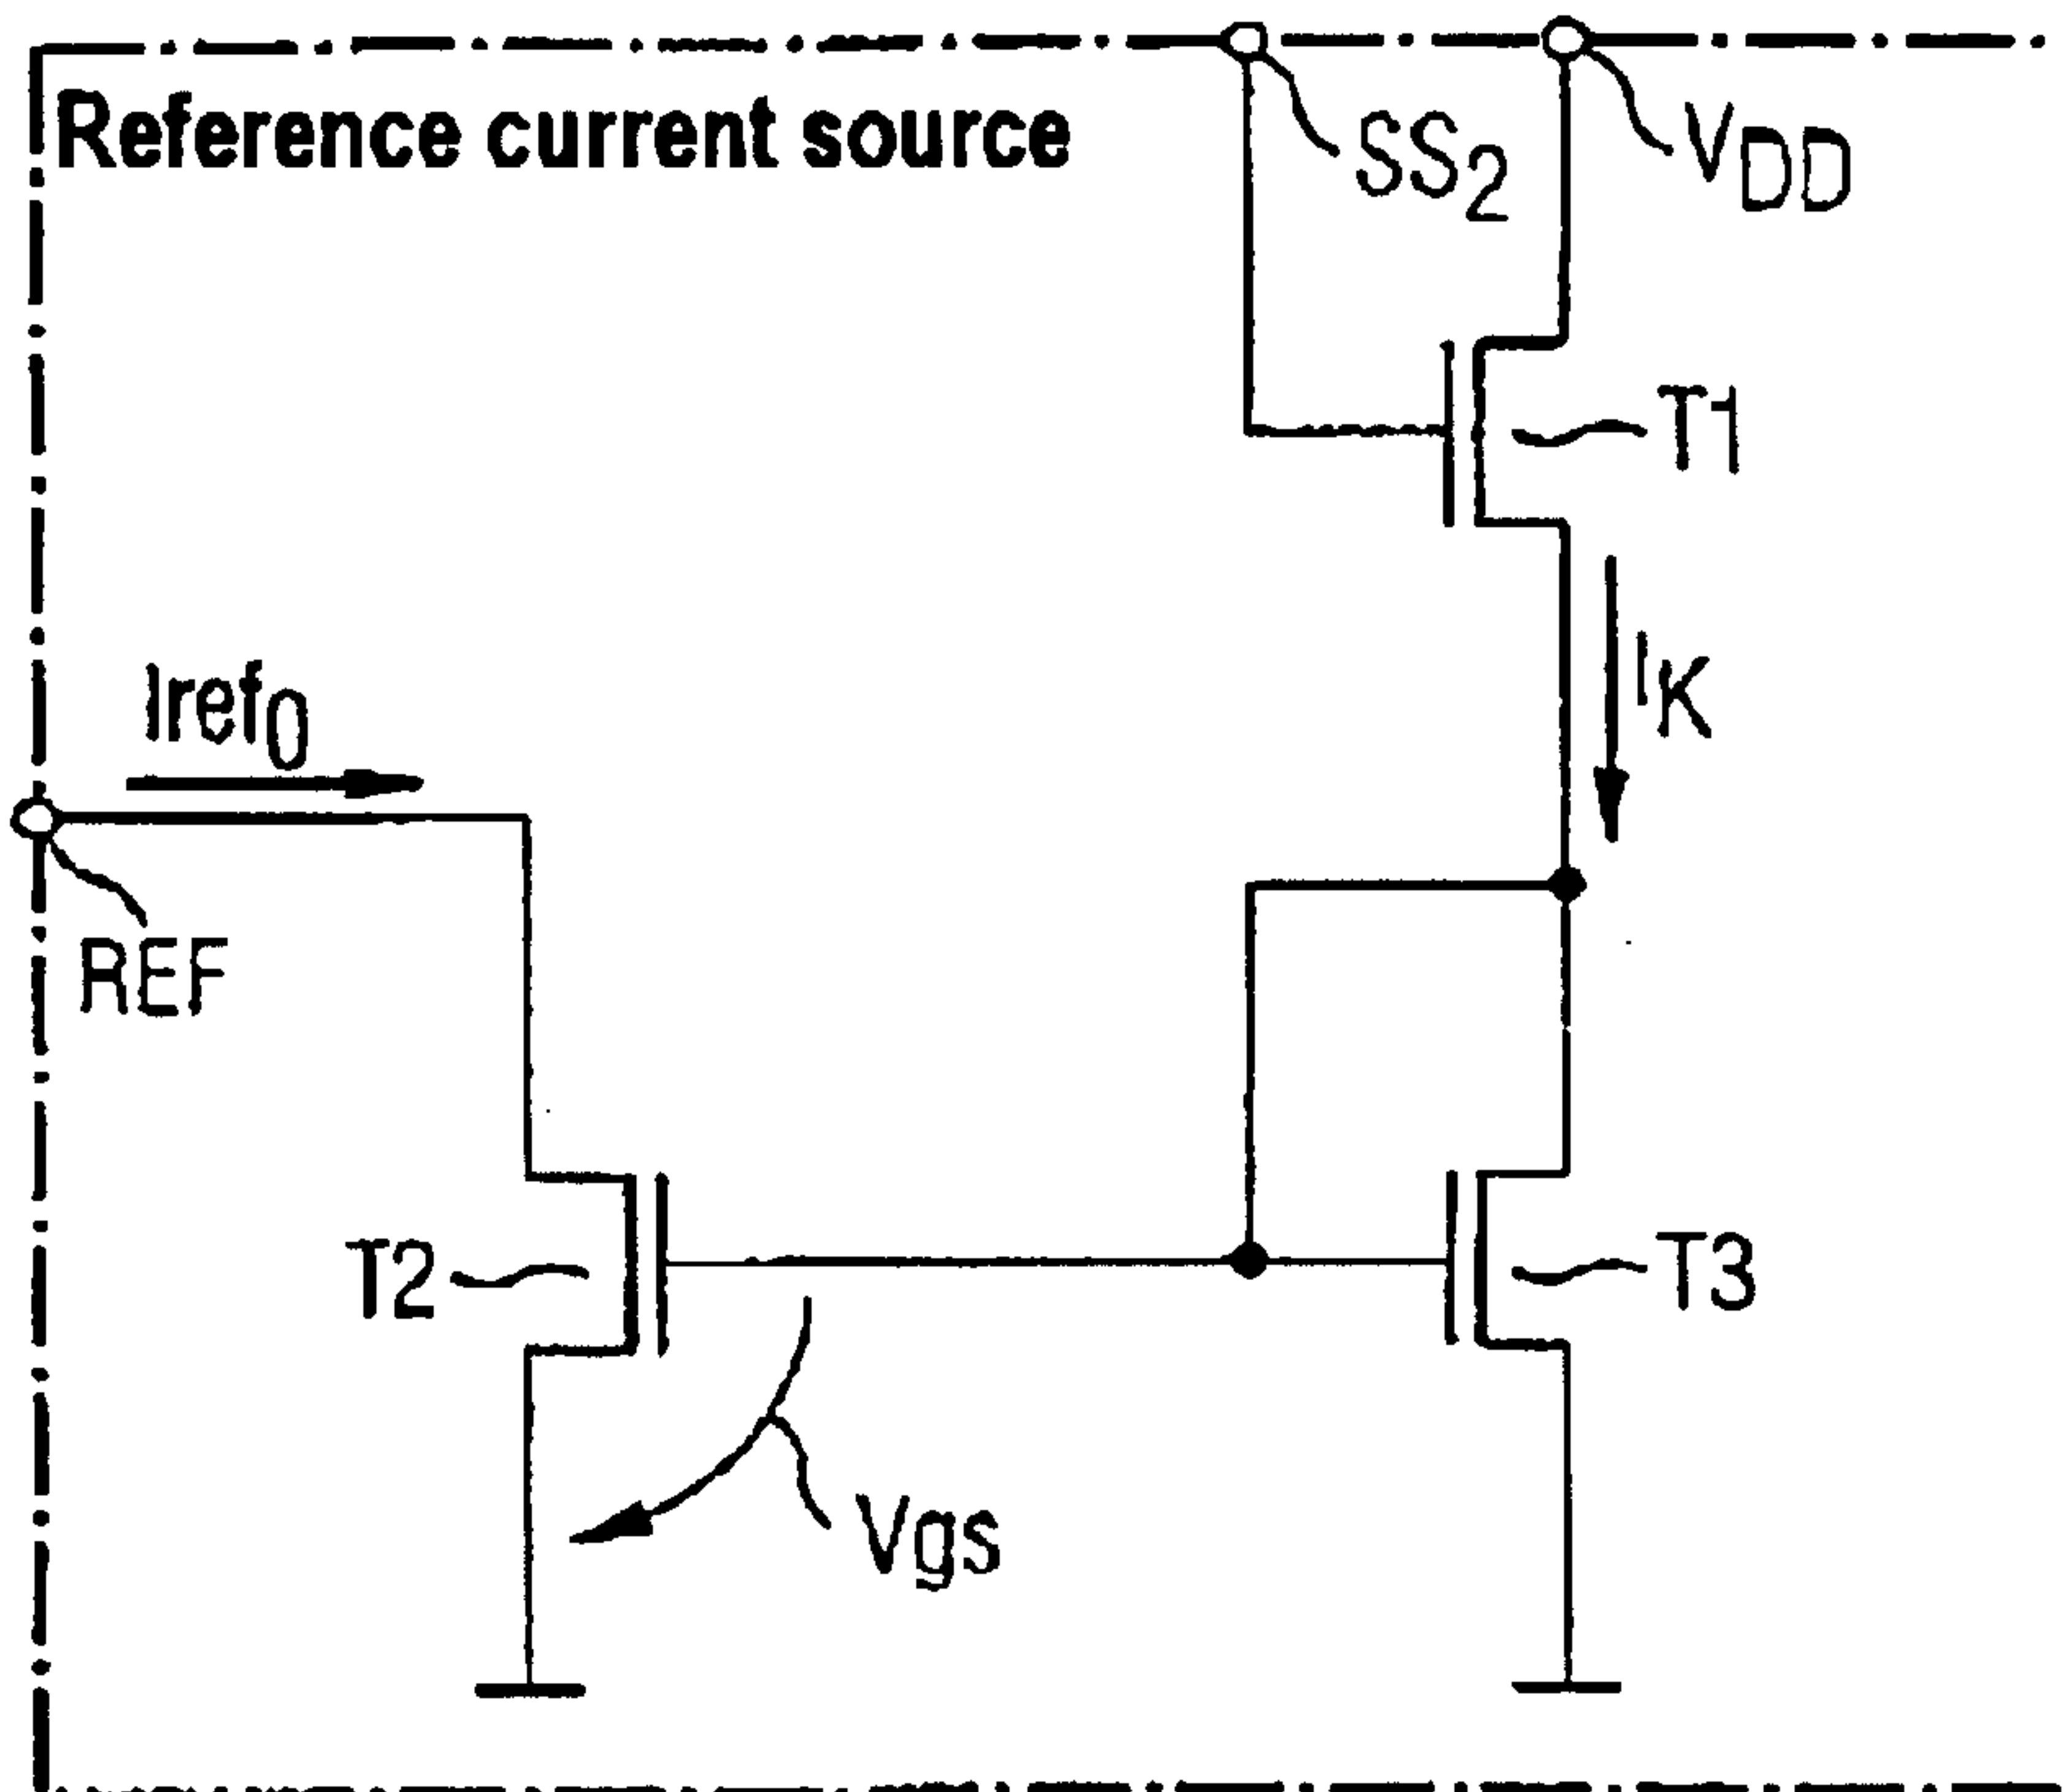 Reference current source
SS2
VDD
T1
IK
Iref0
REF
T2
T3
Vgs